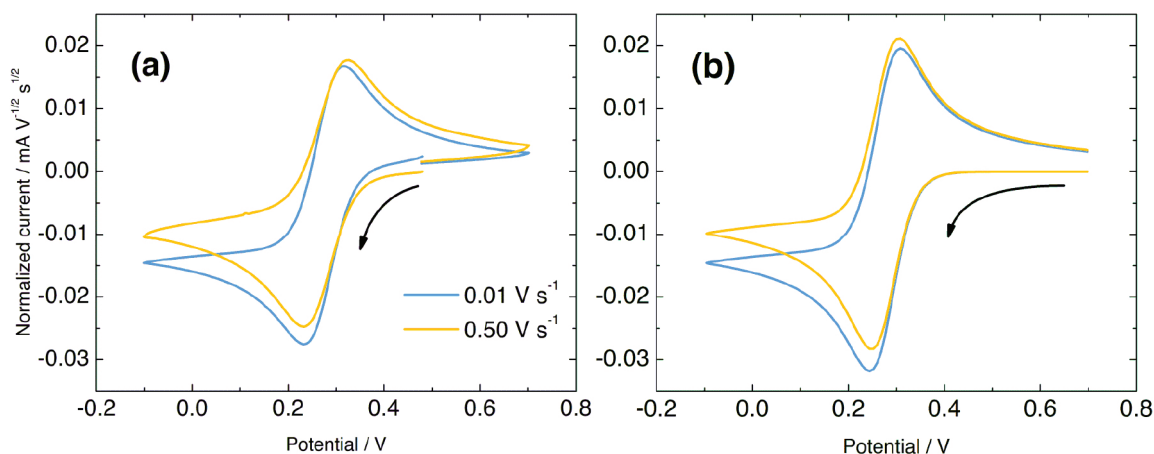 (a)
(b)
Normalized current / mA V^-1/2 s^1/2
0.02
0.01
0.00
-0.01
-0.02
-0.03
0.02
0.01
0.00
-0.01
-0.02
-0.03
0.01 V s^-1
0.50 V s^-1
-0.2 0.0 0.2 0.4 0.6 0.8
-0.2 0.0 0.2 0.4 0.6 0.8
Potential / V
Potential / V